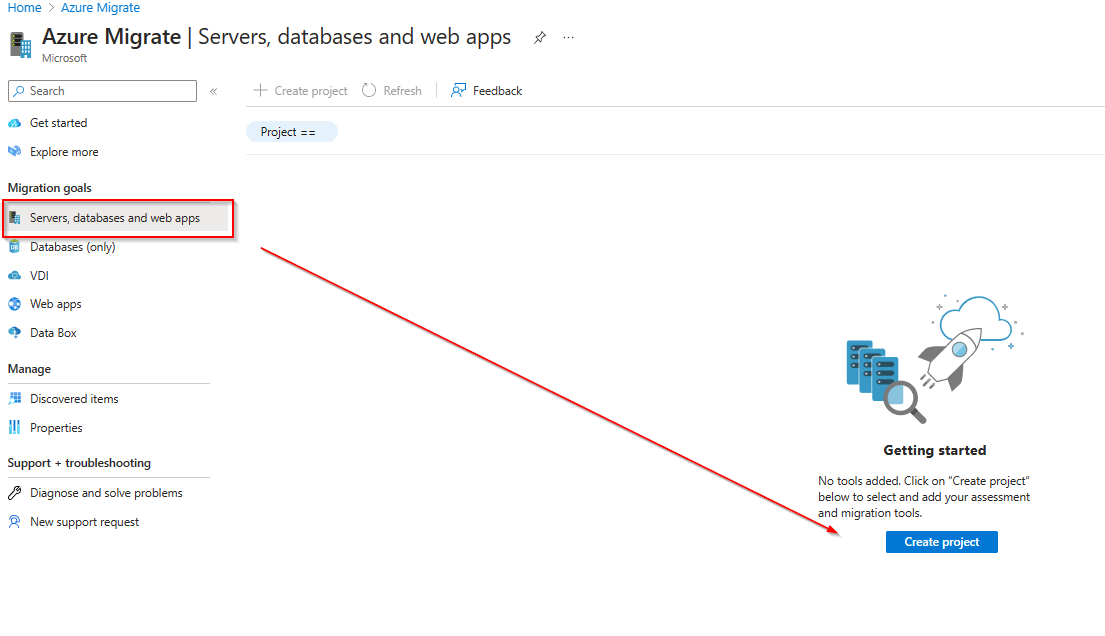 Home > Azure Migrate
Azure Migrate | Servers, databases and web apps
Microsoft
Search
Create project
Refresh
Feedback
Project ==
Get started
Explore more
Migration goals
Servers, databases and web apps
Databases (only)
VDI
Web apps
Data Box
Manage
Discovered items
Properties
Support + troubleshooting
Diagnose and solve problems
New support request
Getting started
No tools added. Click on “Create project”
below to select and add your assessment
and migration tools.
Create project